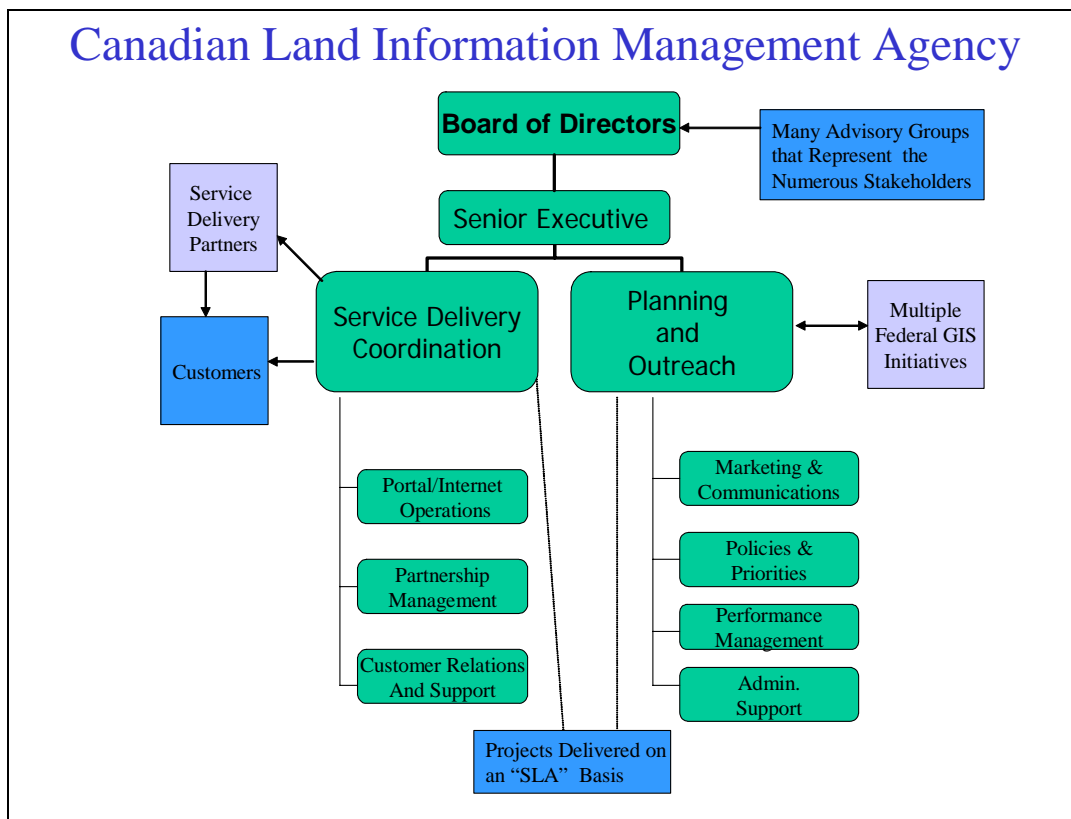 Canadian Land Information Management Agency
Board of Directors
Many Advisory Groups
that Represent the
Numerous Stakeholders
Service
Delivery
Partners
Senior Executive
Service Delivery
Coordination
Planning
and
Outreach
Multiple
Federal GIS
Initiatives
Customers
Portal/Internet
Operations
Partnership
Management
Customer Relations
And Support
Marketing &
Communications
Policies &
Priorities
Performance
Management
Admin.
Support
Projects Delivered on
an “SLA” Basis